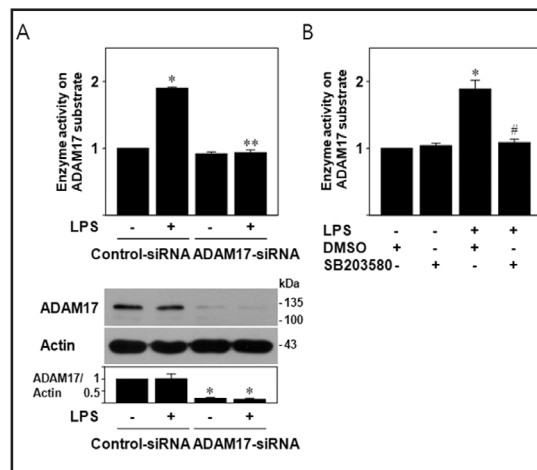 A
Enzyme activity on
ADAM17 substrate
2
1
*
**
LPS - + - +
Control-siRNA ADAM17-siRNA
kDa
ADAM17
- 135
- 100
Actin
- 43
ADAM17/
Actin
1
0.5
* *
LPS - + - +
Control-siRNA ADAM17-siRNA
B
Enzyme activity on
ADAM17 substrate
2
1
*
#
LPS - - + +
DMSO + - + -
SB203580 - + - +